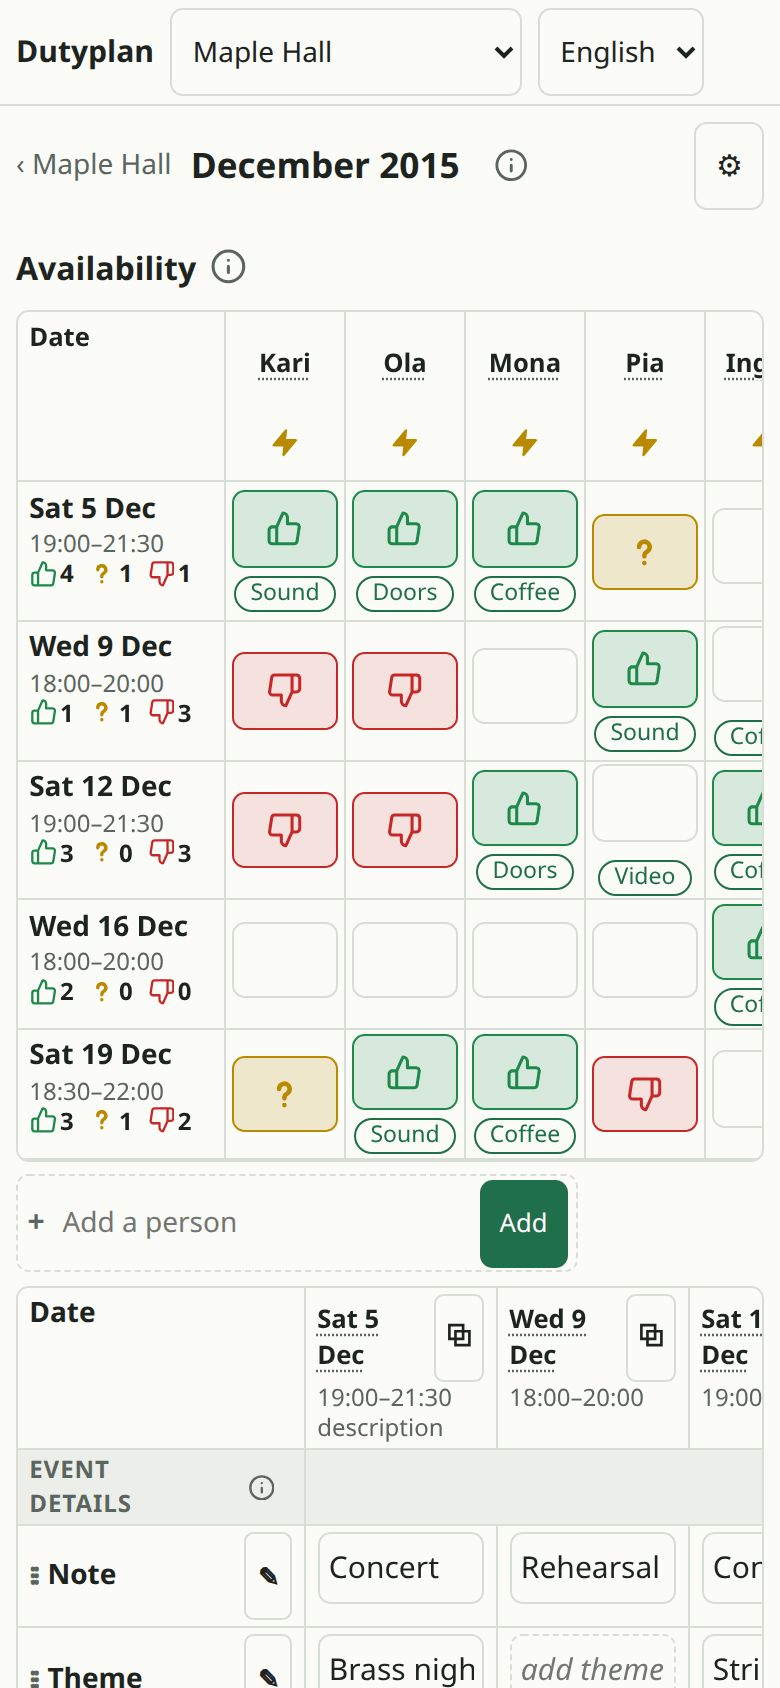 Dutyplan Maple Hall English
‹ Maple Hall December 2015
Availability
Date Kari Ola Mona Pia
Sat 5 Dec
19:00–21:30
4 ? 1 1
?
Sound Doors Coffee
Wed 9 Dec
18:00–20:00
1 ? 1 3
Sound
Sat 12 Dec
19:00–21:30
3 ? 0 3
Doors Video
Wed 16 Dec
18:00–20:00
2 ? 0 0
Sat 19 Dec
18:30–22:00
3 ? 1 2
?
Sound Coffee
+ Add a person Add
Date
Sat 5 Dec
19:00–21:30
description
Wed 9 Dec
18:00–20:00
Dec
EVENT
DETAILS
Note Concert Rehearsal
Theme Brass nigh add theme